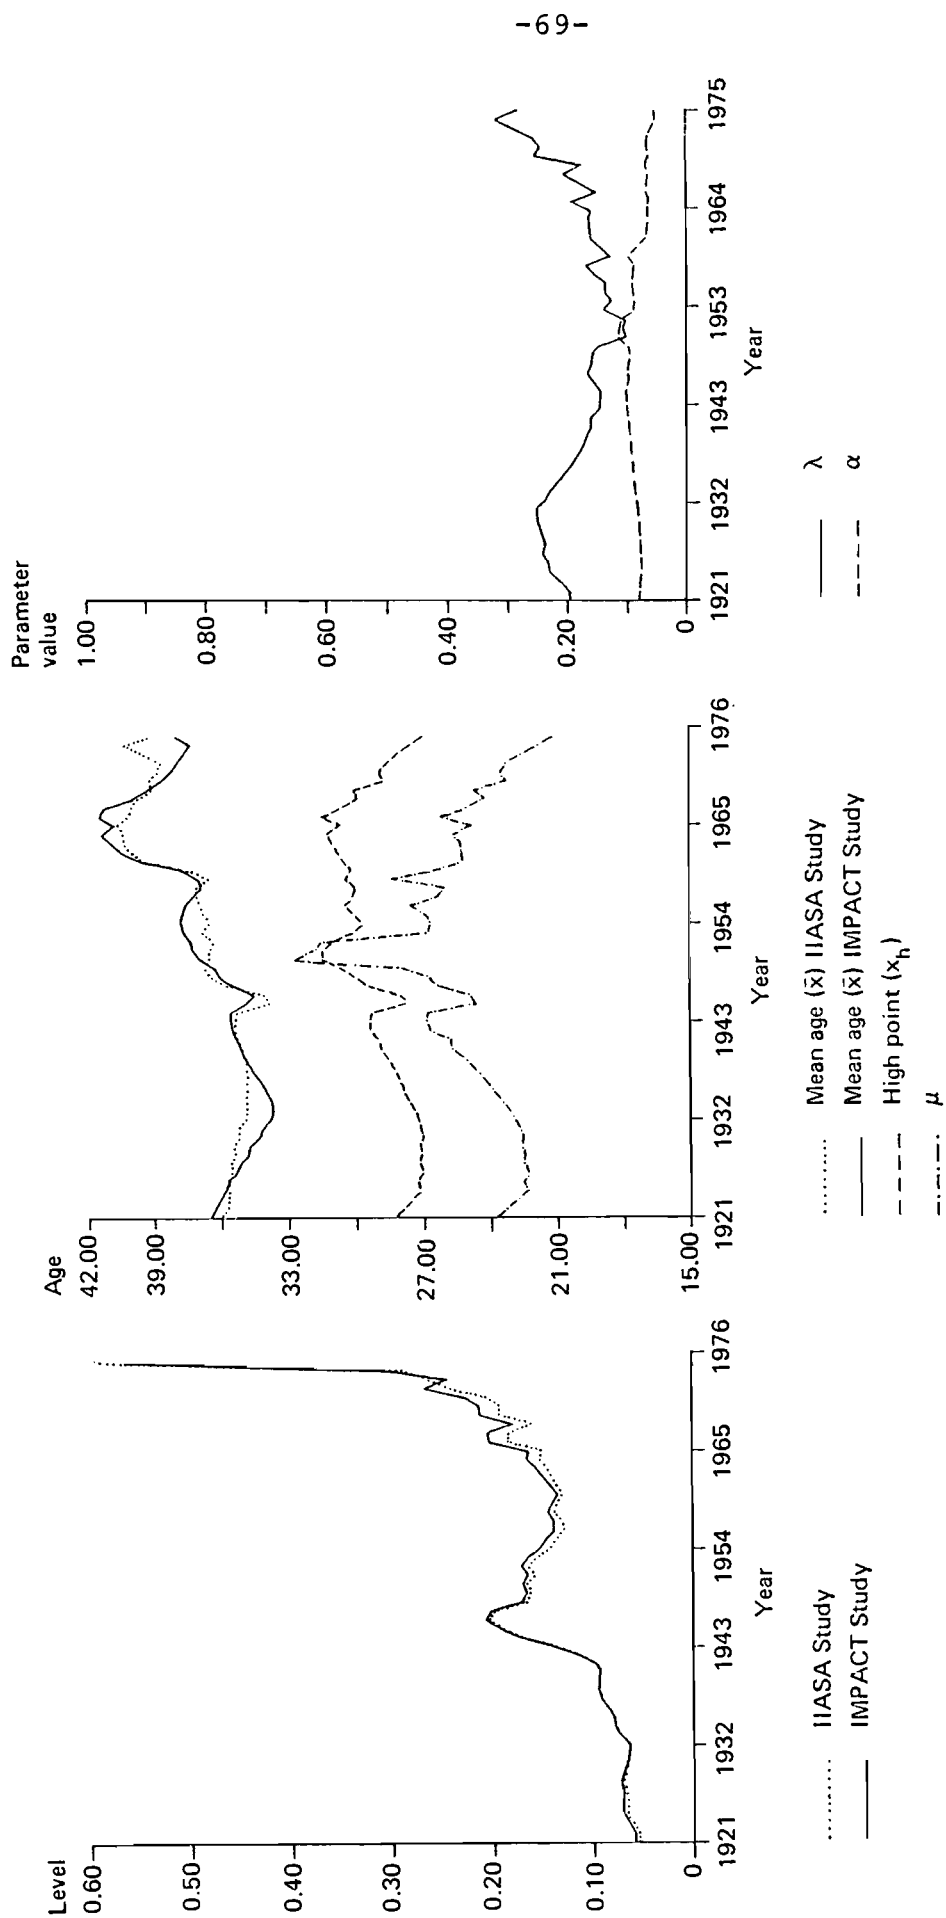 -69-
Level
0.60
0.50
0.40
0.30
0.20
0.10
0
1921
1932
1943
1954
1965
1976
Year
IIASA Study
IMPACT Study
Age
42.00
39.00
33.00
27.00
21.00
15.00
1921
1932
1943
1954
1965
1976
Year
Mean age (x̄) IIASA Study
Mean age (x̄) IMPACT Study
High point (x_h)
μ
Parameter
value
1.00
0.80
0.60
0.40
0.20
0
1921
1932
1943
1953
1964
1975
Year
λ
α